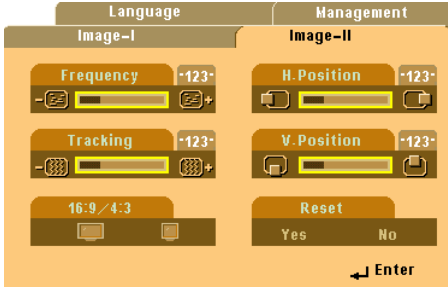 Language Management
Image-I Image-II
Frequency -123- H.Position -123-
- +
Tracking -123- V.Position -123-
- +
16:9/4:3 Reset
Yes No
Enter